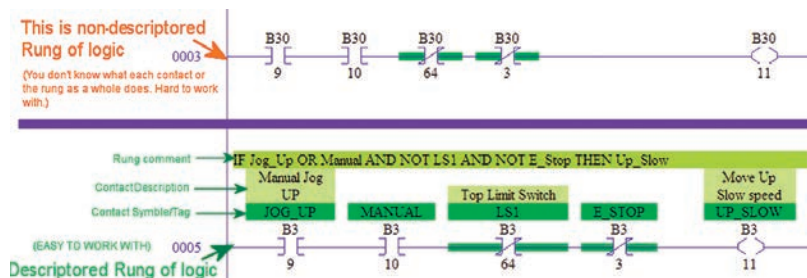 This is non-descriptored
Rung of logic
(You don't know what each contact or
the rung as a whole does. Hard to work
with.)
0003
B30 B30 B30 B30 B30
9 10 64 3 11
Rung comment
IF Jog_Up OR Manual AND NOT LS1 AND NOT E_Stop THEN Up_Slow
Contact Description
Manual Jog
UP
Top Limit Switch
Move Up
Slow speed
Contact Symble/Tag
JOG_UP MANUAL LS1 E_STOP UP_SLOW
(EASY TO WORK WITH)
0005
B3 B3 B3 B3 B3
9 10 64 3 11
Descriptored Rung of logic